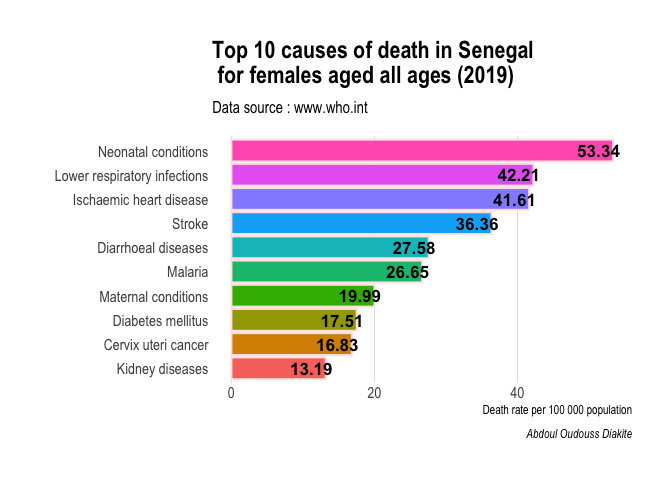 Top 10 causes of death in Senegal
for females aged all ages (2019)
Data source : www.who.int
Neonatal conditions 53.34
Lower respiratory infections 42.21
Ischaemic heart disease 41.61
Stroke 36.36
Diarrhoeal diseases 27.58
Malaria 26.65
Maternal conditions 19.99
Diabetes mellitus 17.51
Cervix uteri cancer 16.83
Kidney diseases 13.19
0 20 40
Death rate per 100 000 population
Abdoul Oudouss Diakite